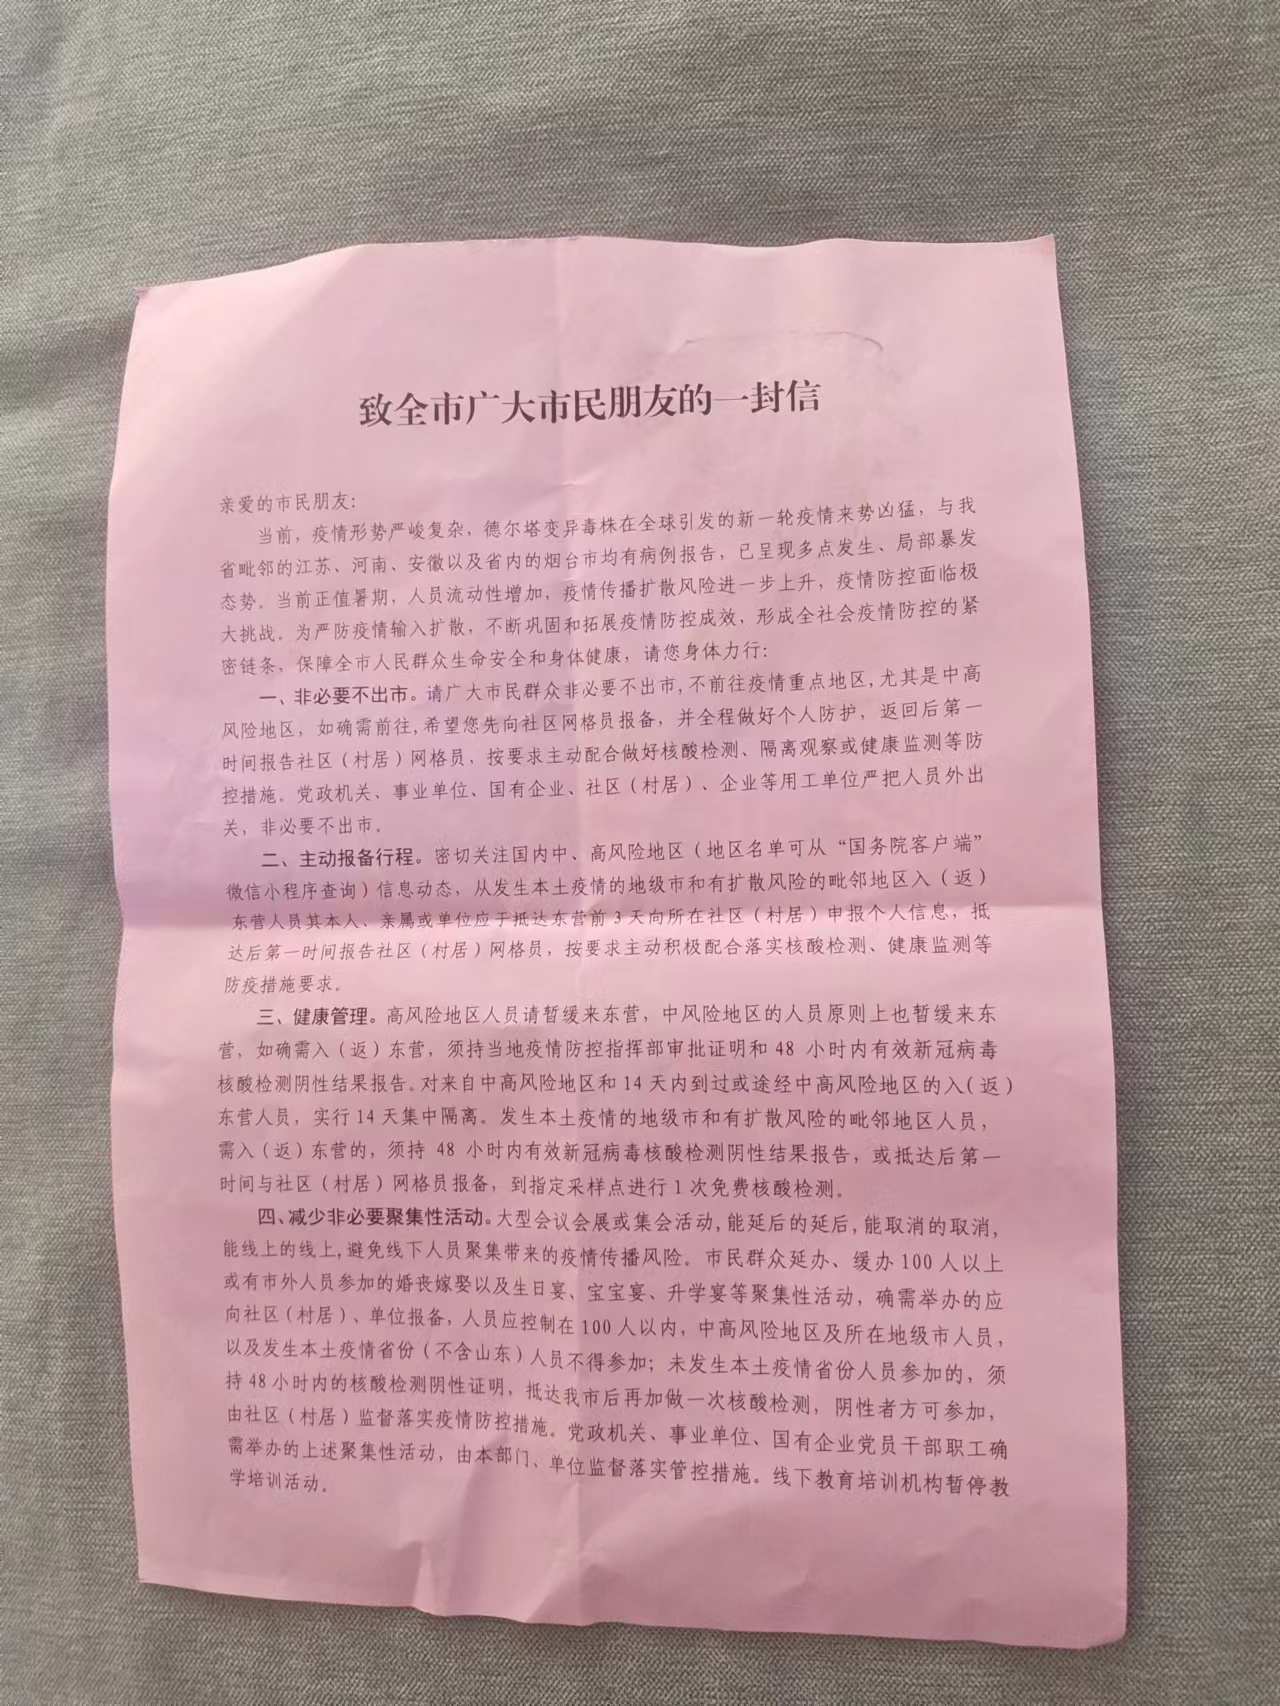 致全市广大市民朋友的一封信
亲爱的市民朋友：
当前，疫情形势严峻复杂，德尔塔变异毒株在全球引发的新一轮疫情来势凶猛，与我
省毗邻的江苏、河南、安徽以及省内的烟台市均有病例报告，已呈现多点发生、局部暴发
态势。当前正值暑期，人员流动性增加，疫情传播扩散风险进一步上升，疫情防控面临极
大挑战。为严防疫情输入扩散，不断巩固和拓展疫情防控成效，形成全社会疫情防控的紧
密链条，保障全市人民群众生命安全和身体健康，请您身体力行：
一、非必要不出市。请广大市民群众非必要不出市，不前往疫情重点地区，尤其是中高
风险地区，如确需前往，希望您先向社区网格员报备，并全程做好个人防护，返回后第一
时间报告社区（村居）网格员，按要求主动配合做好核酸检测、隔离观察或健康监测等防
控措施。党政机关、事业单位、国有企业、社区（村居）、企业等用工单位严把人员外出
关，非必要不出市。
二、主动报备行程。密切关注国内中、高风险地区（地区名单可从“国务院客户端”
微信小程序查询）信息动态，从发生本土疫情的地级市和有扩散风险的毗邻地区入（返）
东营人员其本人、亲属或单位应于抵达东营前3天向所在社区（村居）申报个人信息，抵
达后第一时间报告社区（村居）网格员，按要求主动积极配合落实核酸检测、健康监测等
防疫措施要求。
三、健康管理。高风险地区人员请暂缓来东营，中风险地区的人员原则上也暂缓来东
营，如确需入（返）东营，须持当地疫情防控指挥部审批证明和48 小时内有效新冠病毒
核酸检测阴性结果报告。对来自中高风险地区和14天内到过或途经中高风险地区的入（返）
东营人员，实行14天集中隔离。发生本土疫情的地级市和有扩散风险的毗邻地区人员，
需入（返）东营的，须持 48 小时内有效新冠病毒核酸检测阴性结果报告，或抵达后第一
时间与社区（村居）网格员报备，到指定采样点进行1次免费核酸检测。
四、减少非必要聚集性活动。大型会议会展或集会活动，能延后的延后，能取消的取消，
能线上的线上，避免线下人员聚集带来的疫情传播风险。市民群众延办、缓办100人以上
或有市外人员参加的婚丧嫁娶以及生日宴、宝宝宴、升学宴等聚集性活动，确需举办的应
向社区（村居）、单位报备，人员应控制在100人以内，中高风险地区及所在地级市人员，
以及发生本土疫情省份（不含山东）人员不得参加；未发生本土疫情省份人员参加的，须
持48小时内的核酸检测阴性证明，抵达我市后再加做一次核酸检测，阴性者方可参加，
由社区（村居）监督落实疫情防控措施。党政机关、事业单位、国有企业党员干部职工确
需举办的上述聚集性活动，由本部门、单位监督落实管控措施。线下教育培训机构暂停教
学培训活动。